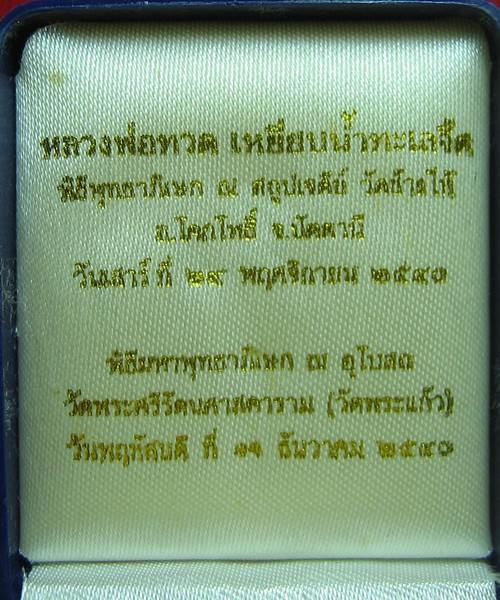 หลวงพ่อทวด เหยียบน้ำทะเลจืด
พิธีพุทธาภิเษก ณ สถูปเจดีย์ วัดช้างให้
อ.โคกโพธิ์ จ.ปัตตานี
วันเสาร์ ที่ ๒๙ พฤศจิกายน ๒๕๔๐
พิธีมหาพุทธาภิเษก ณ อุโบสถ
วัดพระศรีรัตนศาสดาราม (วัดพระแก้ว)
วันพฤหัสบดี ที่ ๑๑ ธันวาคม ๒๕๔๐